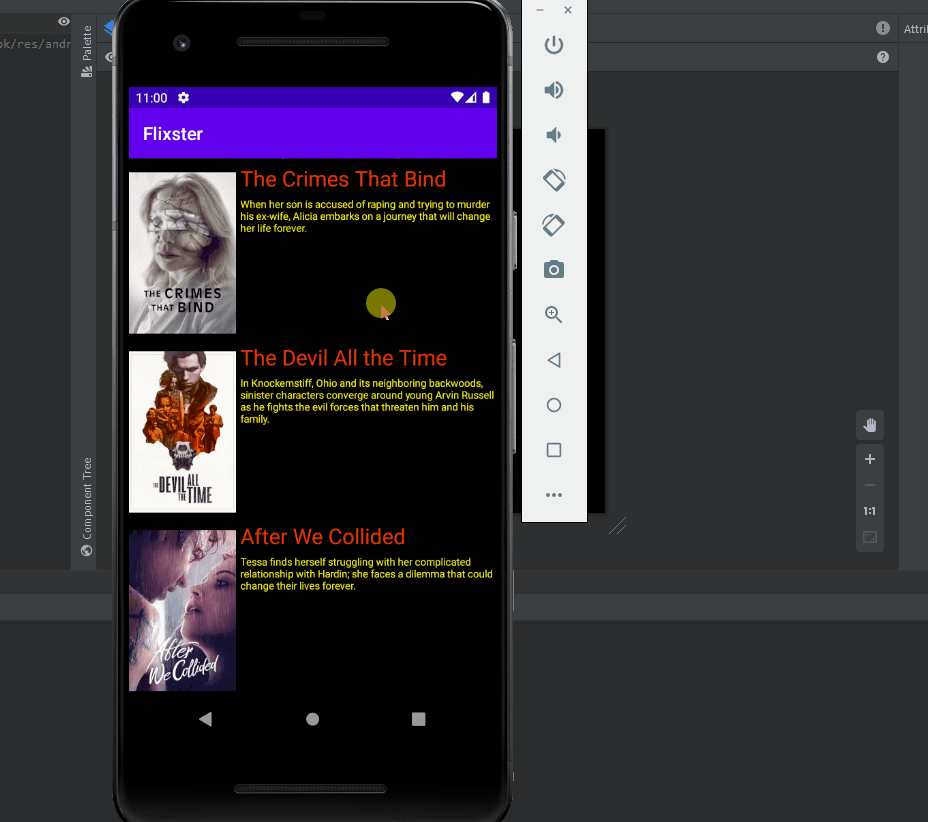 ok/res/andr
Palette
Attri
11:00
Flixster
The Crimes That Bind
When her son is accused of raping and trying to murder
his ex-wife, Alicia embarks on a journey that will change
her life forever.
THE CRIMES
THAT BIND
The Devil All the Time
In Knockemstiff, Ohio and its neighboring backwoods,
sinister characters converge around young Arvin Russell
as he fights the evil forces that threaten him and his
family.
THE DEVIL ALL
THE TIME
After We Collided
Tessa finds herself struggling with her complicated
relationship with Hardin; she faces a dilemma that could
change their lives forever.
After
We Collided
Component Tree
1:1